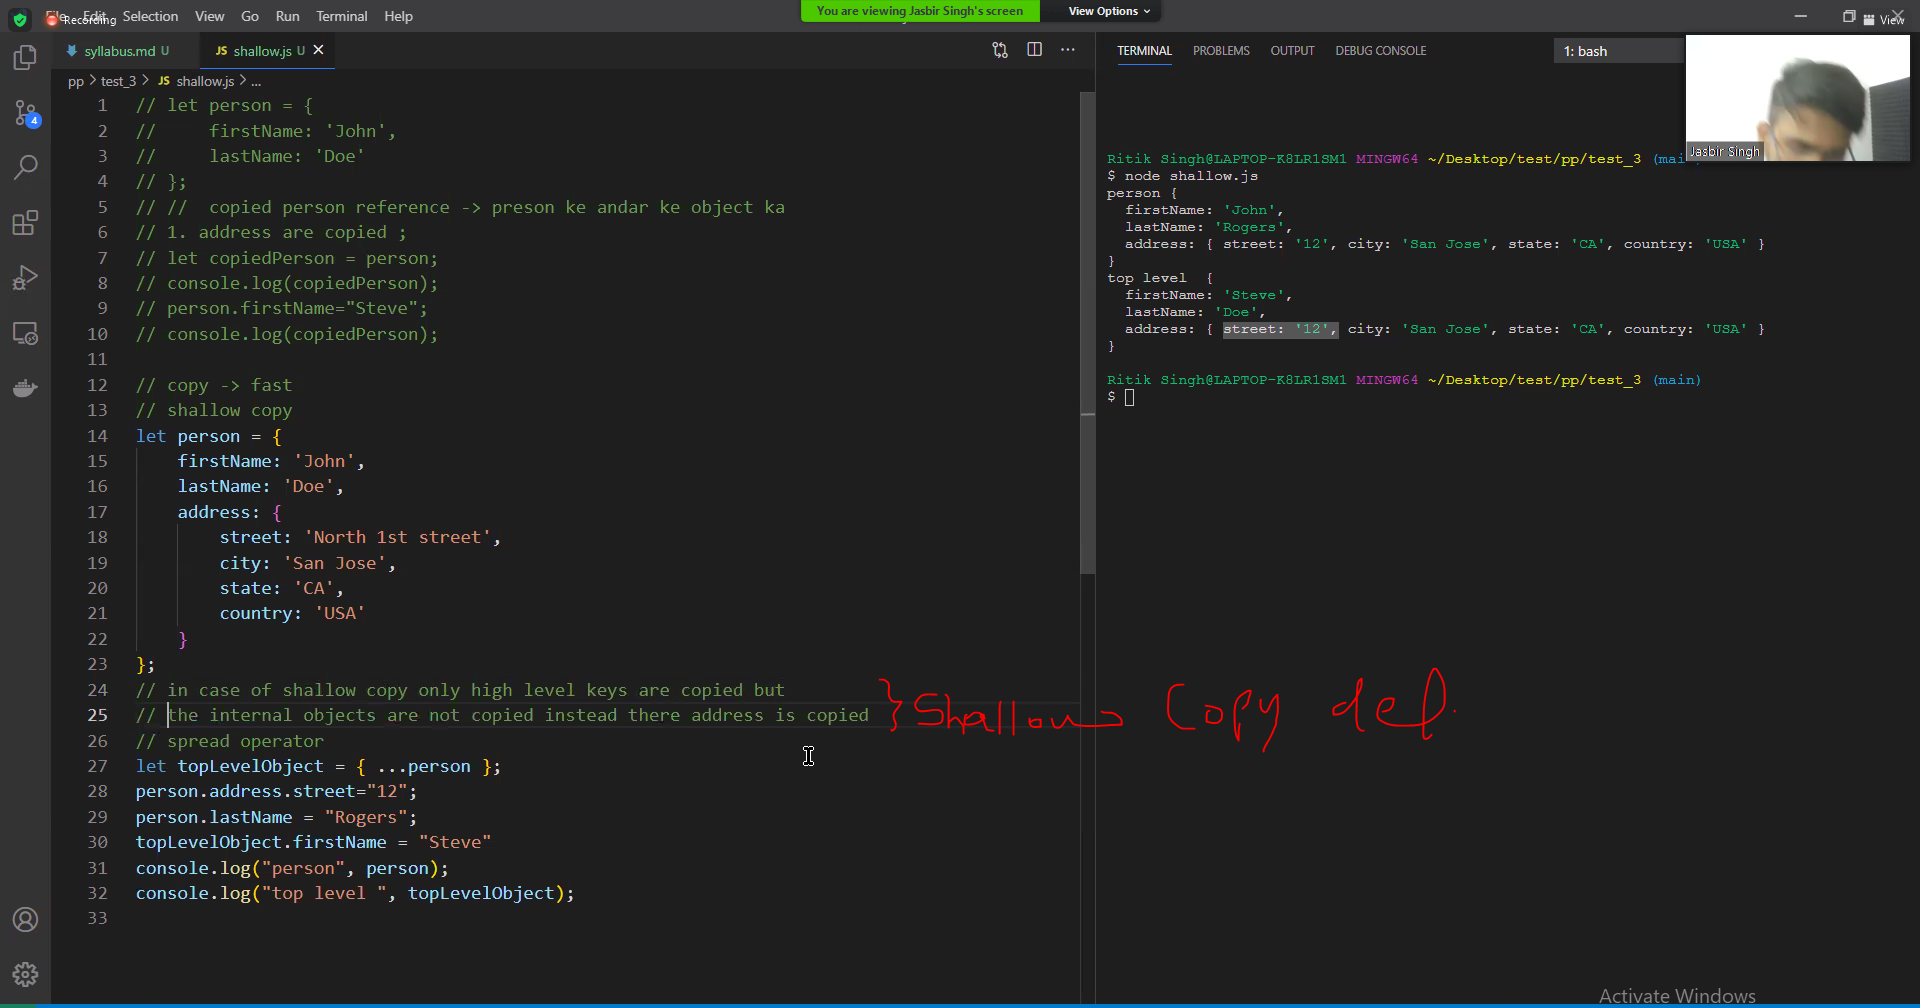 File Edit Selection View Go Run Terminal Help
Recording
You are viewing Jasbir Singh's screen View Options
View
syllabus.md U JS shallow.js U
pp > test_3 > JS shallow.js > ...
4
1 // let person = {
2 //     firstName: 'John',
3 //     lastName: 'Doe'
4 // };
5 // //  copied person reference -> preson ke andar ke object ka
6 // 1. address are copied ;
7 // let copiedPerson = person;
8 // console.log(copiedPerson);
9 // person.firstName="Steve";
10 // console.log(copiedPerson);
11
12 // copy -> fast
13 // shallow copy
14 let person = {
15     firstName: 'John',
16     lastName: 'Doe',
17     address: {
18         street: 'North 1st street',
19         city: 'San Jose',
20         state: 'CA',
21         country: 'USA'
22     }
23 };
24 // in case of shallow copy only high level keys are copied but
25 // the internal objects are not copied instead there address is copied
26 // spread operator
27 let topLevelObject = { ...person };
28 person.address.street="12";
29 person.lastName = "Rogers";
30 topLevelObject.firstName = "Steve"
31 console.log("person", person);
32 console.log("top level ", topLevelObject);
33
} Shallow Copy def.
TERMINAL PROBLEMS OUTPUT DEBUG CONSOLE 1: bash
Jasbir Singh
Ritik Singh@LAPTOP-K8LR1SM1 MINGW64 ~/Desktop/test/pp/test_3 (mai
$ node shallow.js
person {
  firstName: 'John',
  lastName: 'Rogers',
  address: { street: '12', city: 'San Jose', state: 'CA', country: 'USA' }
}
top level  {
  firstName: 'Steve',
  lastName: 'Doe',
  address: { street: '12', city: 'San Jose', state: 'CA', country: 'USA' }
}
Ritik Singh@LAPTOP-K8LR1SM1 MINGW64 ~/Desktop/test/pp/test_3 (main)
$
Activate Windows